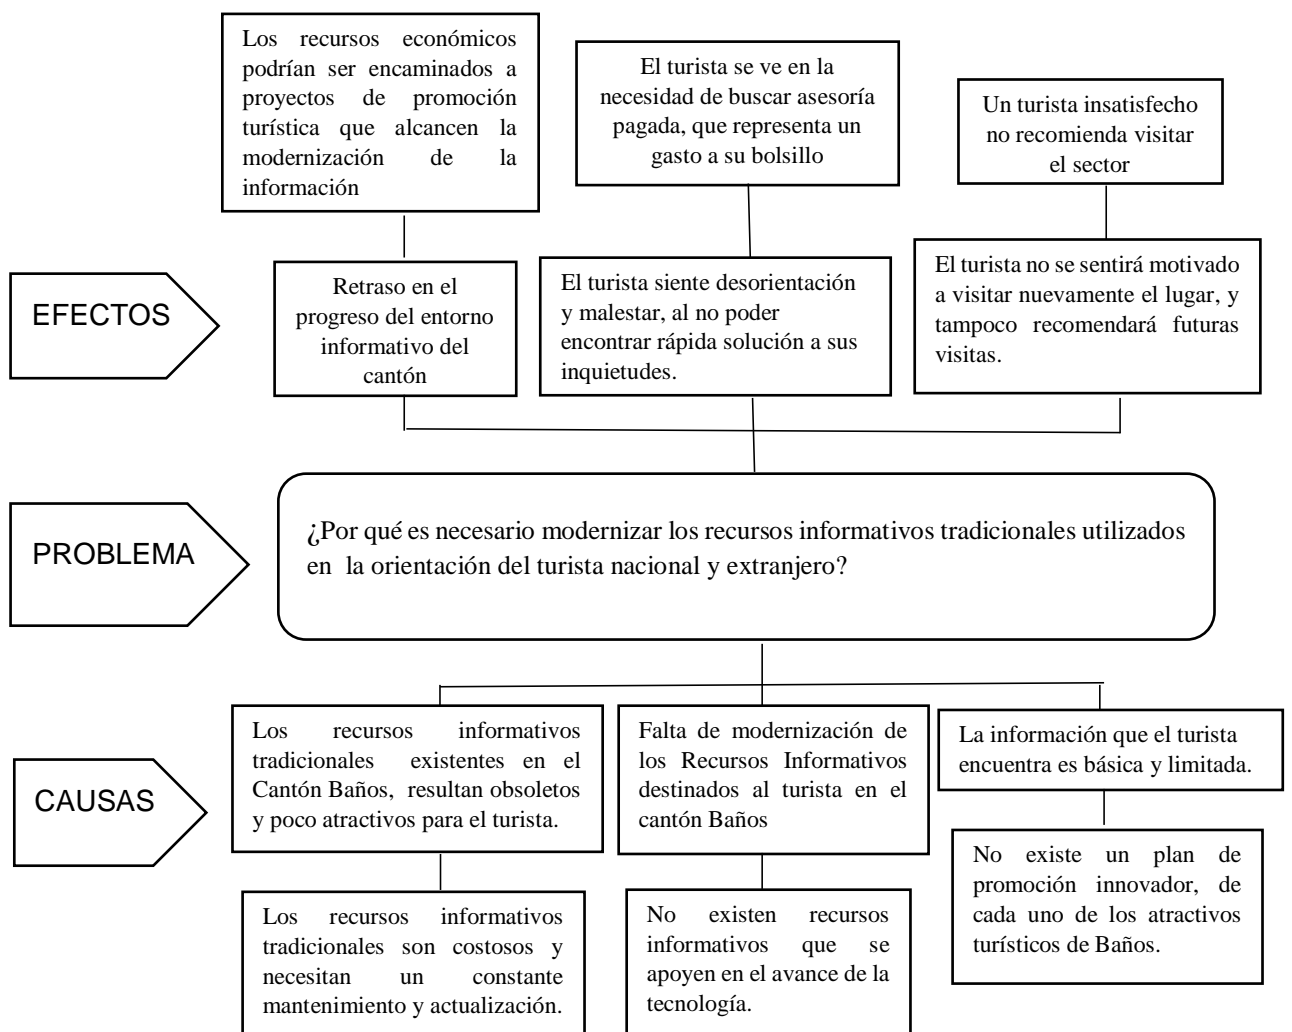 Los recursos económicos
podrían ser encaminados a
proyectos de promoción
turística que alcancen la
modernización de la
información
El turista se ve en la
necesidad de buscar asesoría
pagada, que representa un
gasto a su bolsillo
Un turista insatisfecho
no recomienda visitar
el sector
EFECTOS
Retraso en el
progreso del entorno
informativo del
cantón
El turista siente desorientación
y malestar, al no poder
encontrar rápida solución a sus
inquietudes.
El turista no se sentirá motivado
a visitar nuevamente el lugar, y
tampoco recomendará futuras
visitas.
PROBLEMA
¿Por qué es necesario modernizar los recursos informativos tradicionales utilizados
en la orientación del turista nacional y extranjero?
CAUSAS
Los recursos informativos
tradicionales existentes en el
Cantón Baños, resultan obsoletos
y poco atractivos para el turista.
Falta de modernización de
los Recursos Informativos
destinados al turista en el
cantón Baños
La información que el turista
encuentra es básica y limitada.
Los recursos informativos
tradicionales son costosos y
necesitan un constante
mantenimiento y actualización.
No existen recursos
informativos que se
apoyen en el avance de la
tecnología.
No existe un plan de
promoción innovador, de
cada uno de los atractivos
turísticos de Baños.